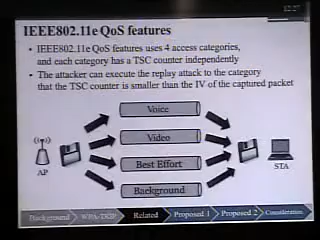 12:27
IEEE802.11e QoS features
• IEEE802.11e QoS features uses 4 access categories,
and each category has a TSC counter independently
• The attacker can execute the replay attack to the category
that the TSC counter is smaller than the IV of the captured packet
Voice
Video
Best Effort
Background
AP
STA
Background
WPA-TKIP
Related
Proposed 1
Proposed 2
Consideration